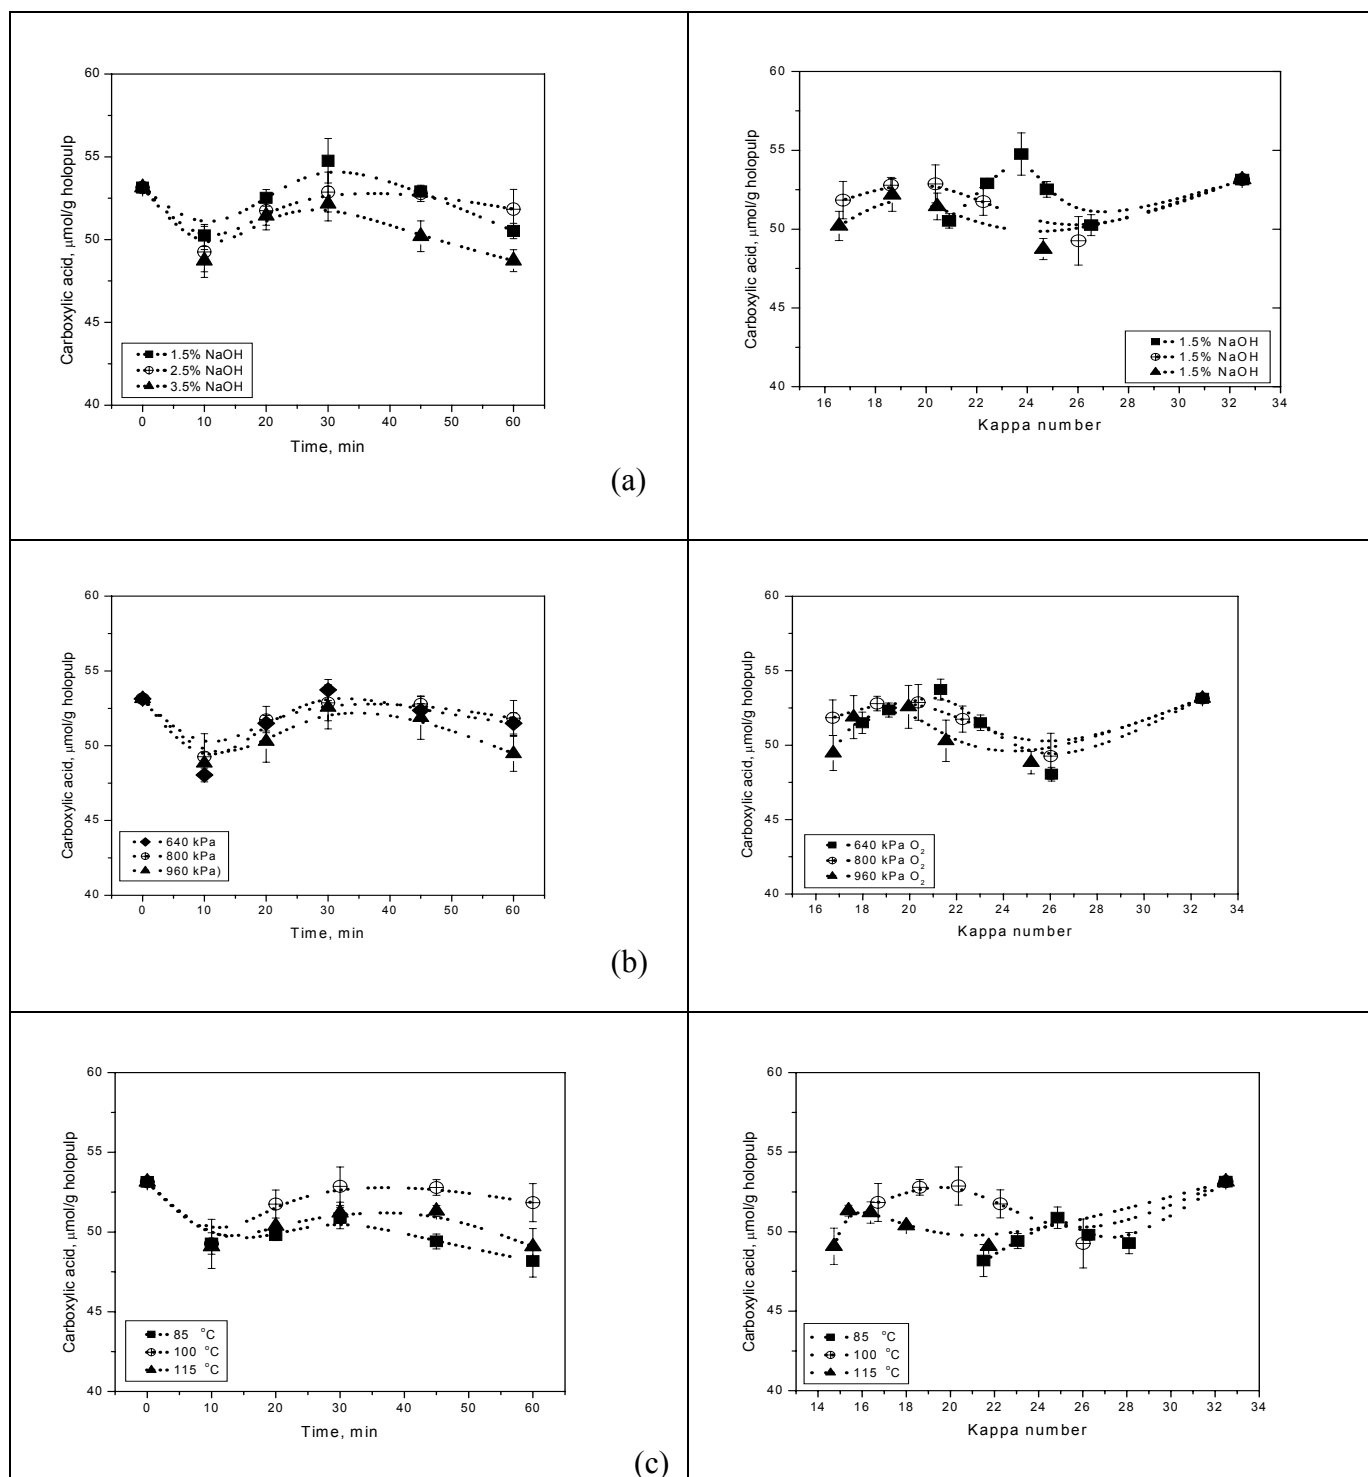 60
55
50
45
40
Carboxylic acid, μmol/g holopulp
1.5% NaOH
2.5% NaOH
3.5% NaOH
0 10 20 30 40 50 60
Time, min
60
55
50
45
40
Carboxylic acid, μmol/g holopulp
1.5% NaOH
1.5% NaOH
1.5% NaOH
16 18 20 22 24 26 28 30 32 34
Kappa number
(a)
60
55
50
45
40
Carboxylic acid, μmol/g holopulp
640 kPa
800 kPa
960 kPa)
0 10 20 30 40 50 60
Time, min
60
55
50
45
40
Carboxylic acid, μmol/g holopulp
640 kPa O₂
800 kPa O₂
960 kPa O₂
16 18 20 22 24 26 28 30 32 34
Kappa number
(b)
60
55
50
45
40
Carboxylic acid, μmol/g holopulp
85 °C
100 °C
115 °C
0 10 20 30 40 50 60
Time, min
60
55
50
45
40
Carboxylic acid, μmol/g holopulp
85 °C
100 °C
115 °C
14 16 18 20 22 24 26 28 30 32 34
Kappa number
(c)